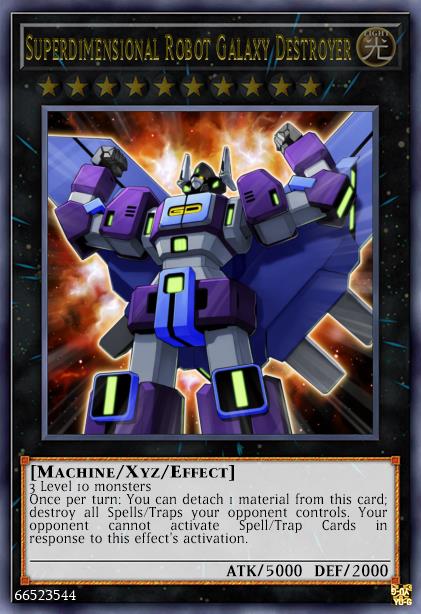 Superdimensional Robot Galaxy Destroyer
LIGHT
光
[Machine/Xyz/Effect]
3 Level 10 monsters
Once per turn: You can detach 1 material from this card;
destroy all Spells/Traps your opponent controls. Your
opponent cannot activate Spell/Trap Cards in
response to this effect's activation.
ATK/5000 DEF/2000
66523544